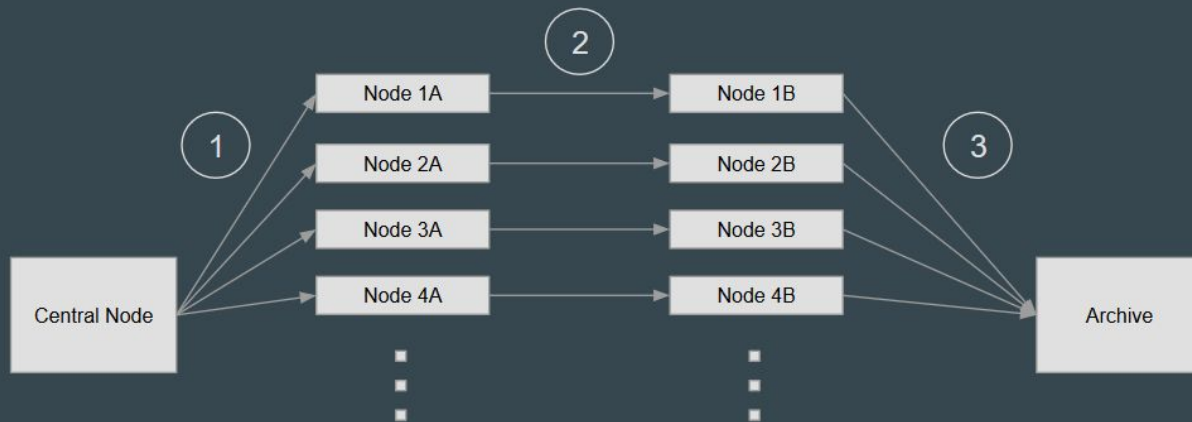 2
Node 1A
Node 1B
1
3
Node 2A
Node 2B
Node 3A
Node 3B
Node 4A
Node 4B
Central Node
Archive